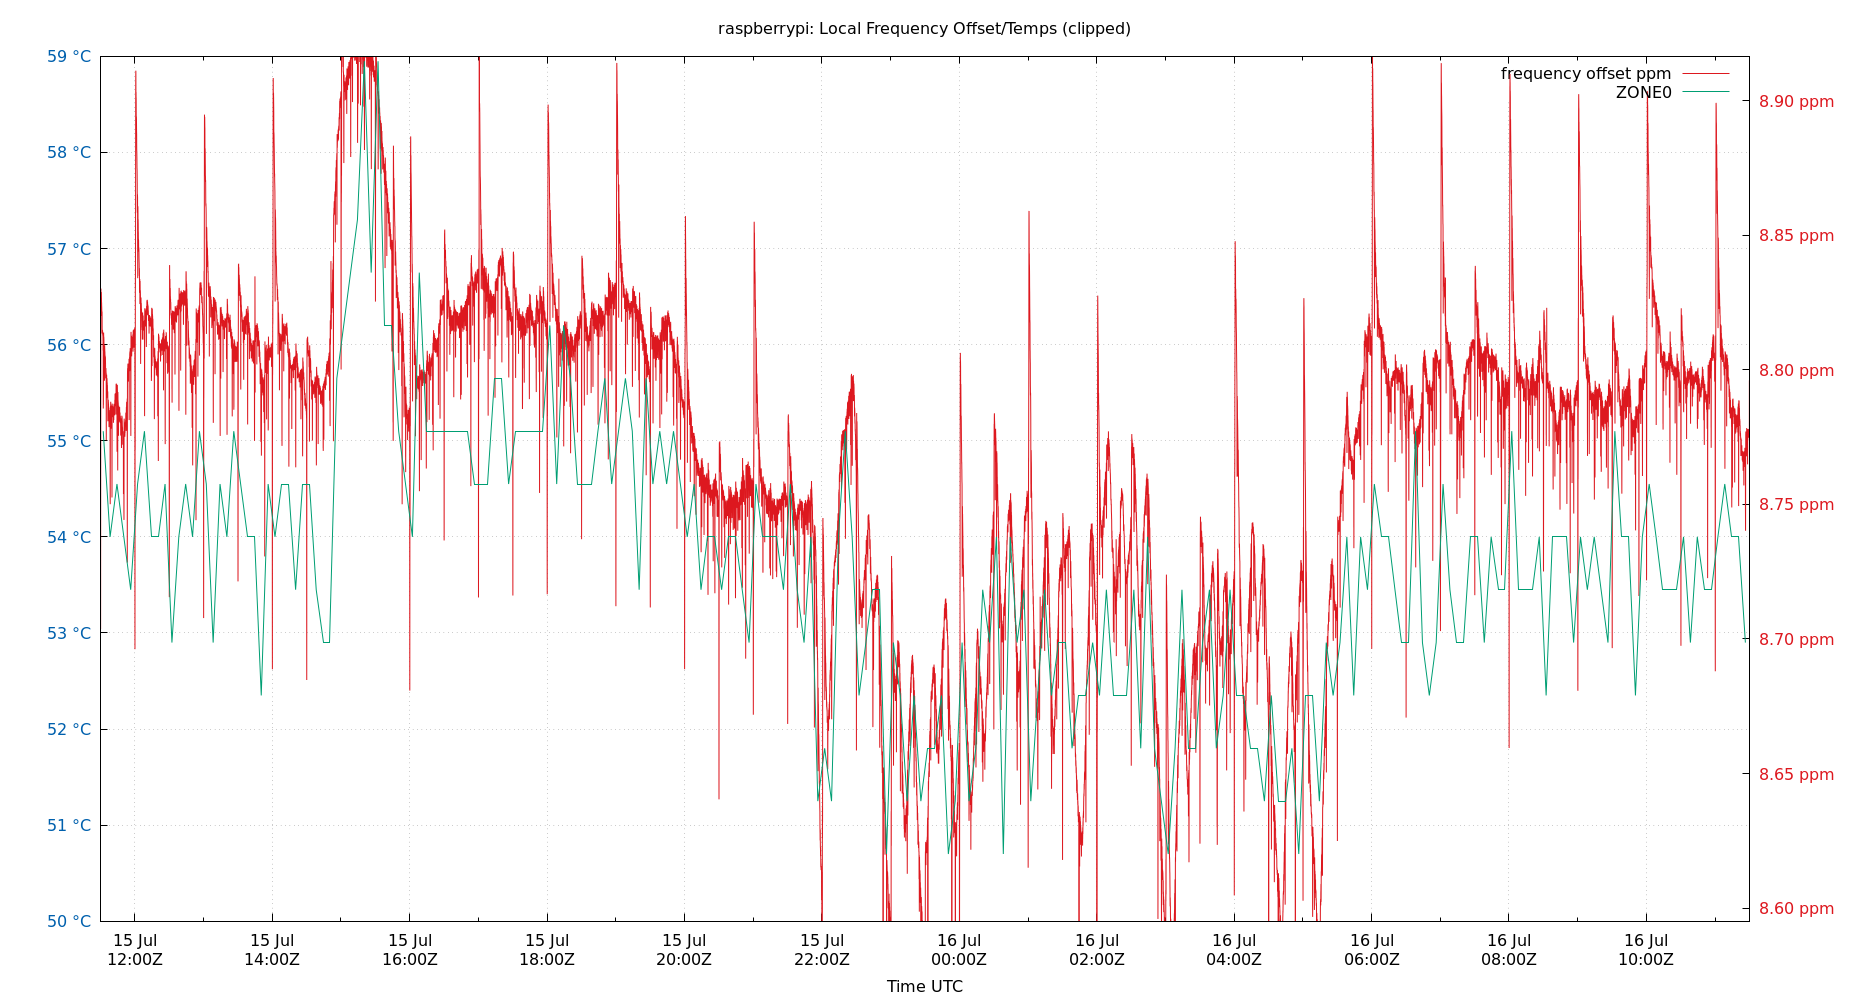 raspberrypi: Local Frequency Offset/Temps (clipped)
59 °C
58 °C
57 °C
56 °C
55 °C
54 °C
53 °C
52 °C
51 °C
50 °C
frequency offset ppm
ZONE0
8.90 ppm
8.85 ppm
8.80 ppm
8.75 ppm
8.70 ppm
8.65 ppm
8.60 ppm
15 Jul
12:00Z
15 Jul
14:00Z
15 Jul
16:00Z
15 Jul
18:00Z
15 Jul
20:00Z
15 Jul
22:00Z
16 Jul
00:00Z
16 Jul
02:00Z
16 Jul
04:00Z
16 Jul
06:00Z
16 Jul
08:00Z
16 Jul
10:00Z
Time UTC